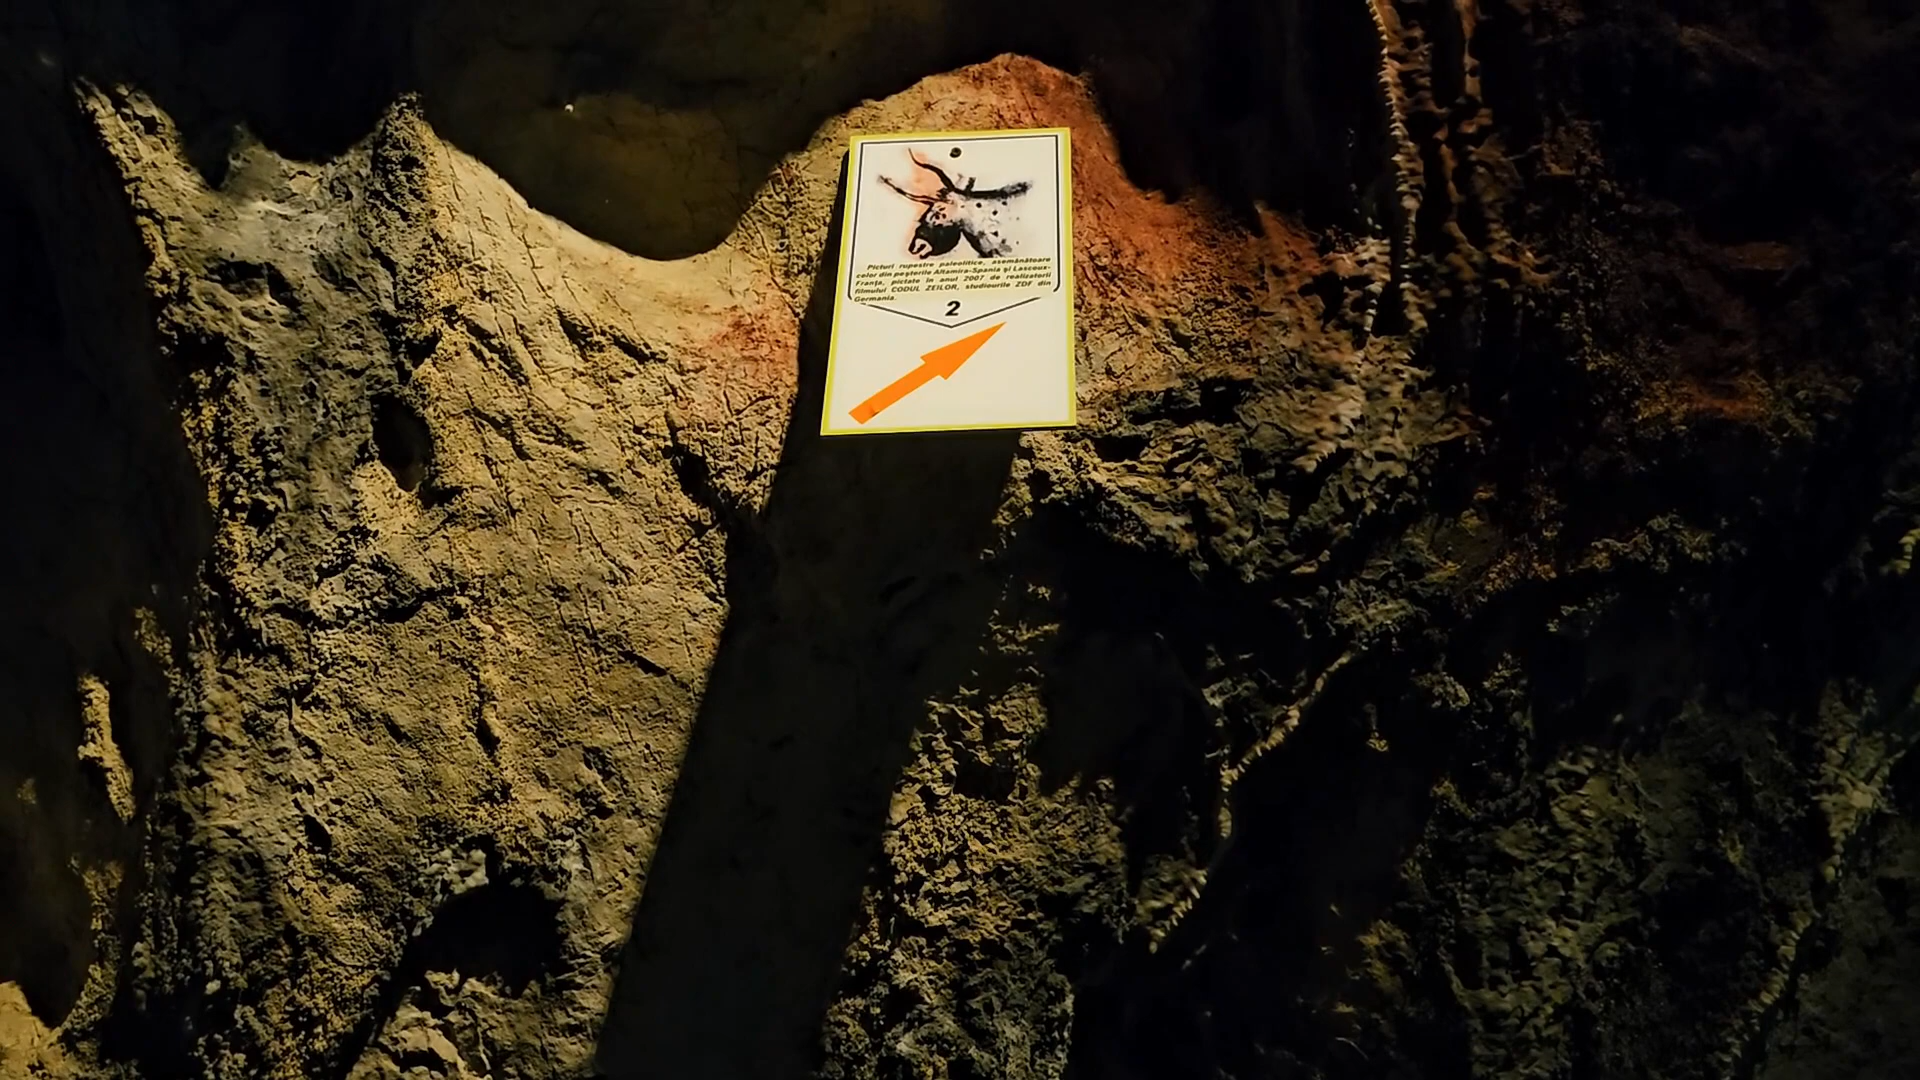 Picturi rupestre paleolitice, asemănătoare
celor din peșterile Altamira-Spania și Lascoux-
Franța, pictate în anul 2007 de realizatorii
filmului CODUL ZEILOR, studiourile ZDF din
Germania.
2